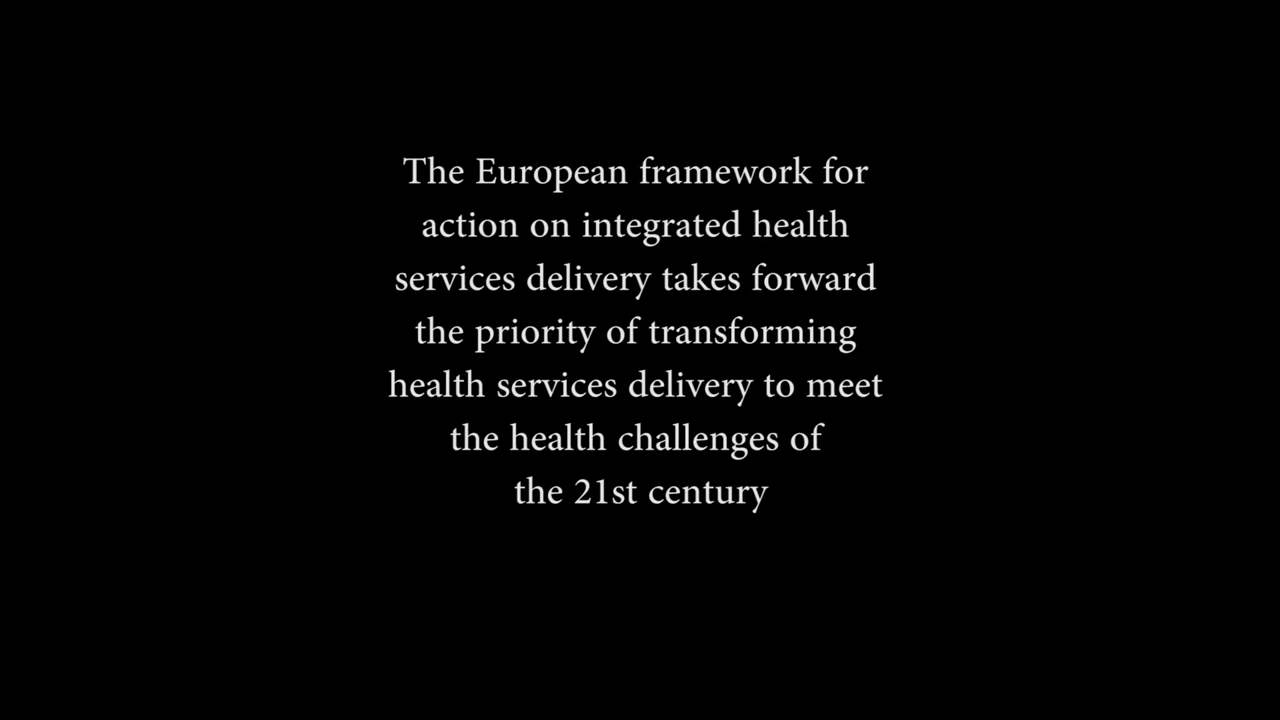 The European framework for
action on integrated health
services delivery takes forward
the priority of transforming
health services delivery to meet
the health challenges of
the 21st century